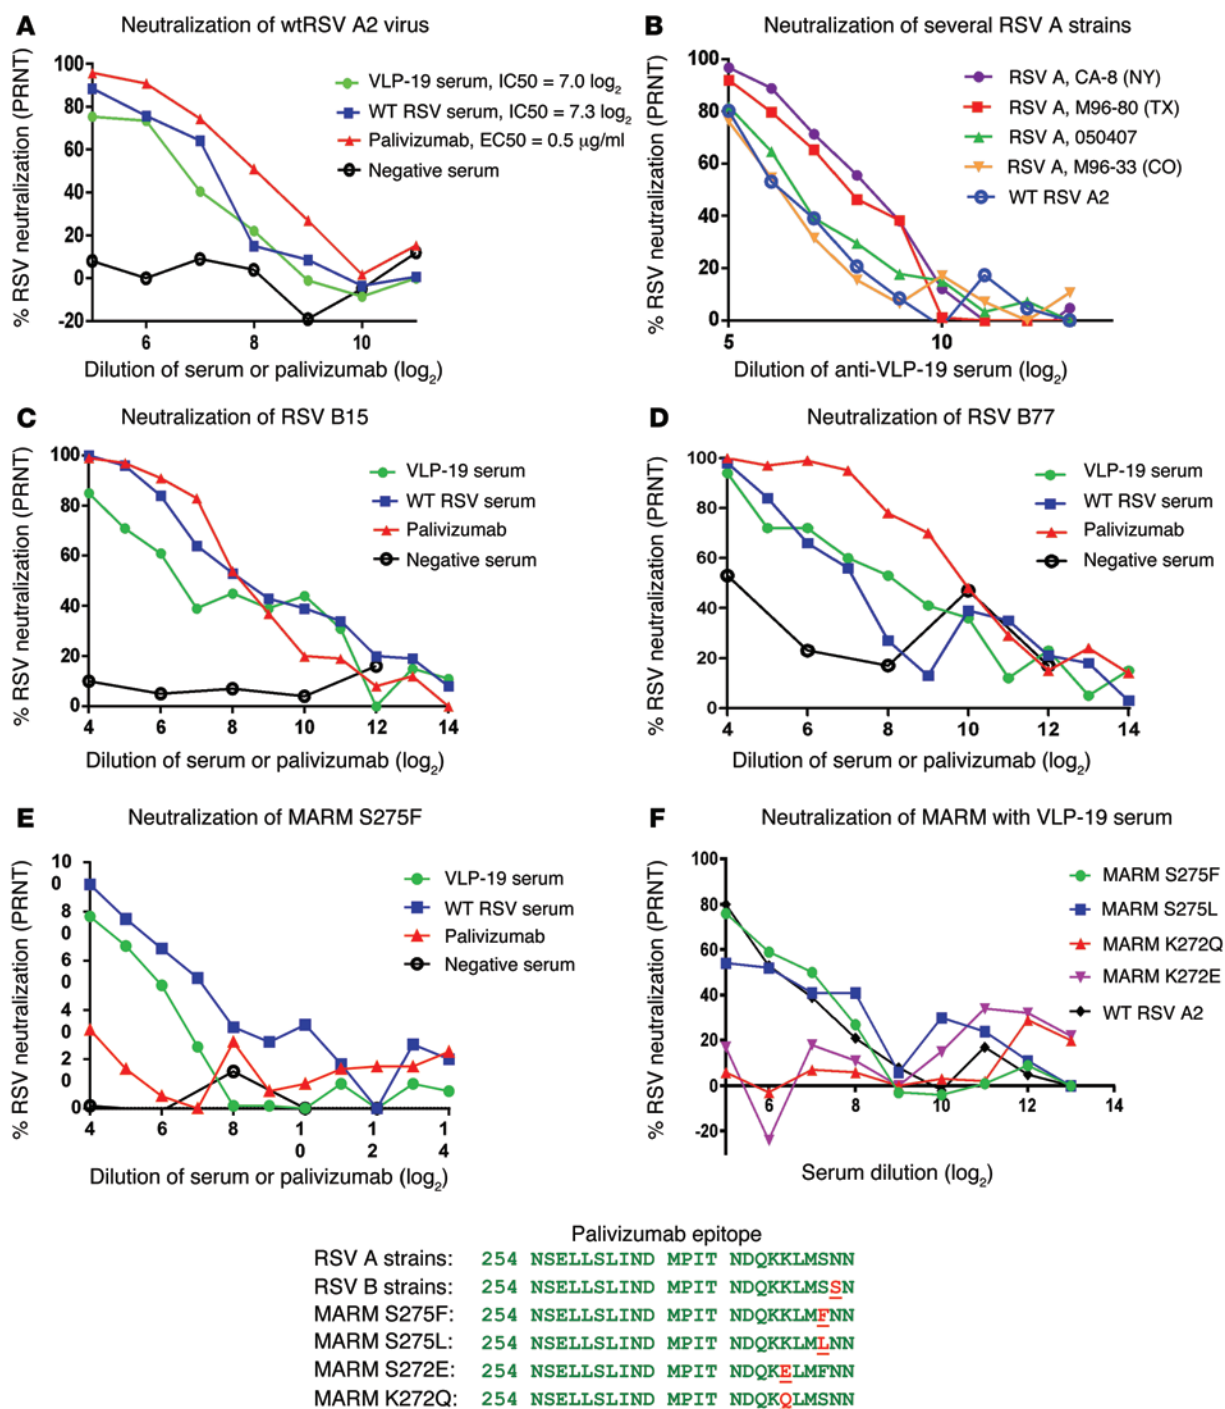 A Neutralization of wtRSV A2 virus
% RSV neutralization (PRNT)
100
80
60
40
20
0
-20
6 8 10
Dilution of serum or palivizumab (log2)
VLP-19 serum, IC50 = 7.0 log2
WT RSV serum, IC50 = 7.3 log2
Palivizumab, EC50 = 0.5 µg/ml
Negative serum
B Neutralization of several RSV A strains
% RSV neutralization (PRNT)
100
80
60
40
20
0
5 10
Dilution of anti-VLP-19 serum (log2)
RSV A, CA-8 (NY)
RSV A, M96-80 (TX)
RSV A, 050407
RSV A, M96-33 (CO)
WT RSV A2
C Neutralization of RSV B15
% RSV neutralization (PRNT)
100
80
60
40
20
0
4 6 8 10 12 14
Dilution of serum or palivizumab (log2)
VLP-19 serum
WT RSV serum
Palivizumab
Negative serum
D Neutralization of RSV B77
% RSV neutralization (PRNT)
100
80
60
40
20
0
4 6 8 10 12 14
Dilution of serum or palivizumab (log2)
VLP-19 serum
WT RSV serum
Palivizumab
Negative serum
E Neutralization of MARM S275F
% RSV neutralization (PRNT)
10
0
8
0
6
0
4
0
2
0
0
4 6 8 1 1 1
0 2 4
Dilution of serum or palivizumab (log2)
VLP-19 serum
WT RSV serum
Palivizumab
Negative serum
F Neutralization of MARM with VLP-19 serum
% RSV neutralization (PRNT)
100
80
60
40
20
0
-20
6 8 10 12 14
Serum dilution (log2)
MARM S275F
MARM S275L
MARM K272Q
MARM K272E
WT RSV A2
Palivizumab epitope
RSV A strains: 254 NSELLSLIND MPIT NDQKKLMSNN
RSV B strains: 254 NSELLSLIND MPIT NDQKKLMSSN
MARM S275F: 254 NSELLSLIND MPIT NDQKKLMFNN
MARM S275L: 254 NSELLSLIND MPIT NDQKKLMLNN
MARM S272E: 254 NSELLSLIND MPIT NDQKELMFNN
MARM K272Q: 254 NSELLSLIND MPIT NDQKQLMSNN